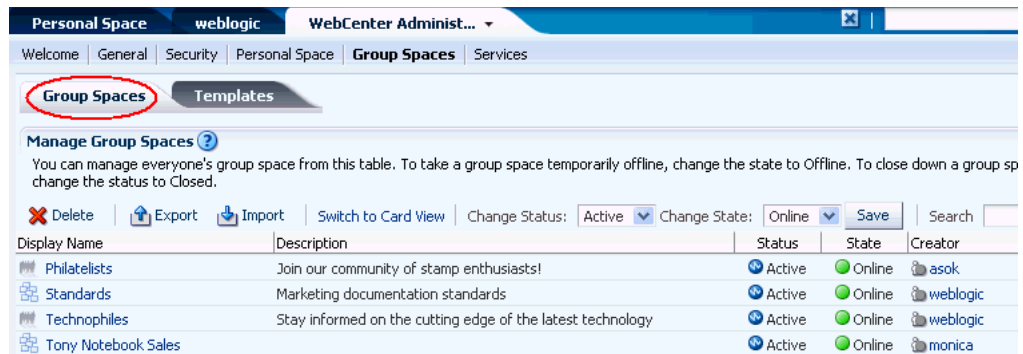 Personal Space weblogic WebCenter Administ...
Welcome General Security Personal Space Group Spaces Services
Group Spaces Templates
Manage Group Spaces ?
You can manage everyone's group space from this table. To take a group space temporarily offline, change the state to Offline. To close down a group sp
change the status to Closed.
Delete Export Import Switch to Card View Change Status: Active Change State: Online Save Search
Display Name Description Status State Creator
Philatelists Join our community of stamp enthusiasts! Active Online asok
Standards Marketing documentation standards Active Online weblogic
Technophiles Stay informed on the cutting edge of the latest technology Active Online weblogic
Tony Notebook Sales Active Online monica